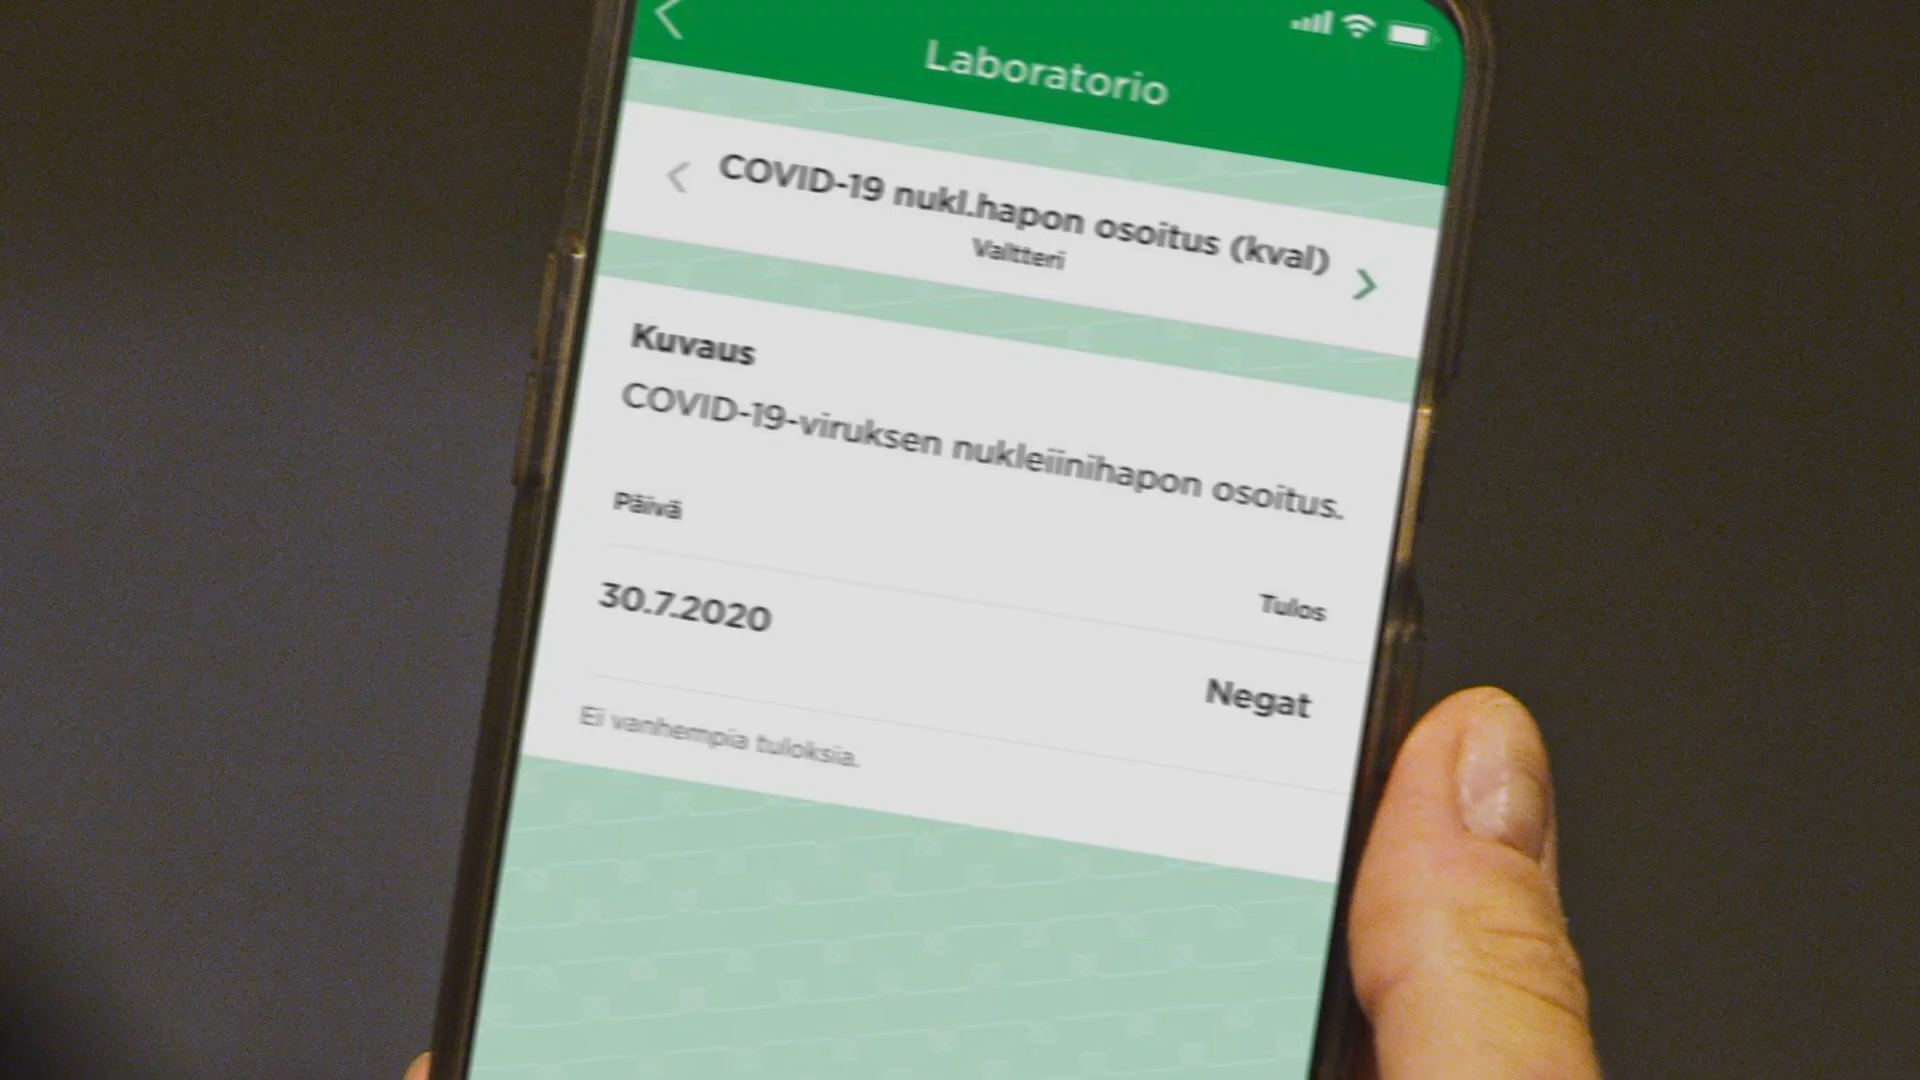 Laboratorio
COVID-19 nukl.hapon osoitus (kval)
Valtteri
Kuvaus
COVID-19-viruksen nukleiinihapon osoitus.
Päivä
Tulos
30.7.2020
Negat
Ei vanhempia tuloksia.